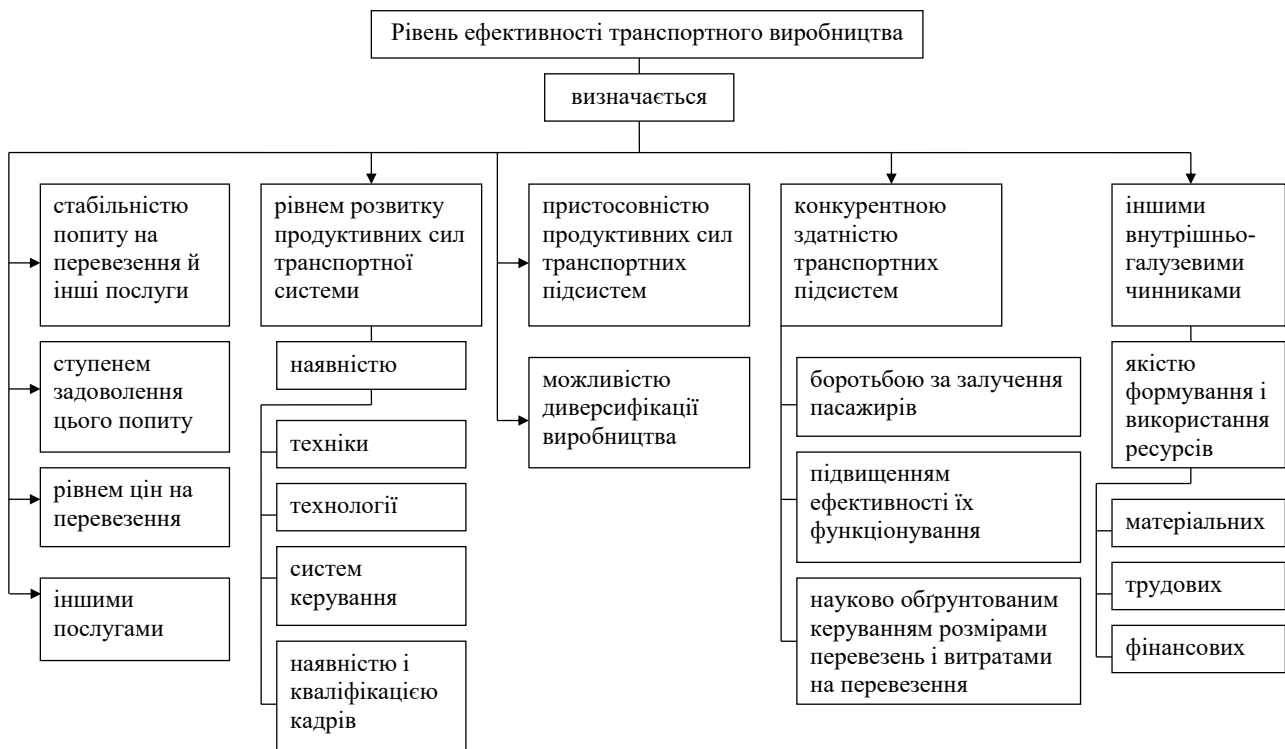 Рівень ефективності транспортного виробництва
визначається
стабільністю
попиту на
перевезення й
інші послуги
ступенем
задоволення
цього попиту
рівнем цін на
перевезення
іншими
послугами
рівнем розвитку
продуктивних сил
транспортної
системи
наявністю
техніки
технології
систем
керування
наявністю і
кваліфікацією
кадрів
пристосовністю
продуктивних сил
транспортних
підсистем
можливістю
диверсифікації
виробництва
конкурентною
здатністю
транспортних
підсистем
боротьбою за залучення
пасажирів
підвищенням
ефективності їх
функціонування
науково обґрунтованим
керуванням розмірами
перевезень і витратами
на перевезення
іншими
внутрішньо-
галузевими
чинниками
якістю
формування і
використання
ресурсів
матеріальних
трудових
фінансових